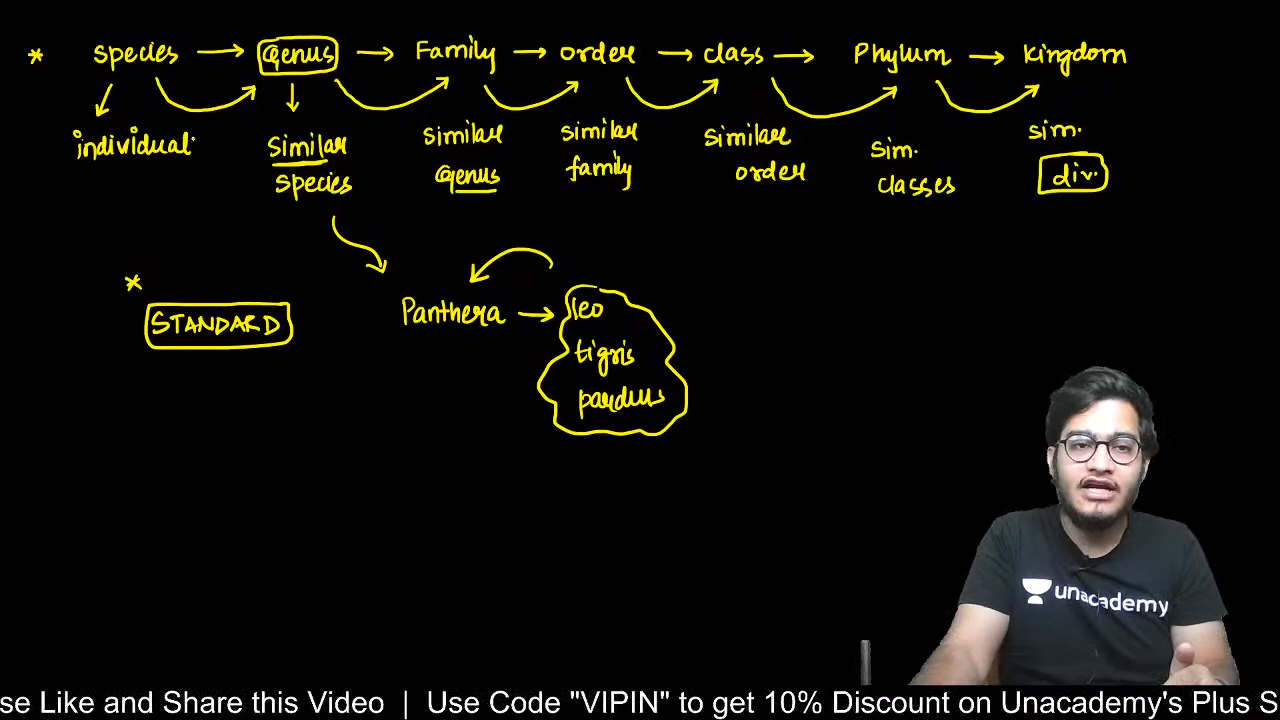 * Species → Genus → Family → order → class → Phylum → Kingdom
individual similar species similar Genus similar family similar order sim. classes sim. div.
* STANDARD
Panthera → leo
tigris
pardus
unacademy
se Like and Share this Video | Use Code "VIPIN" to get 10% Discount on Unacademy's Plus S